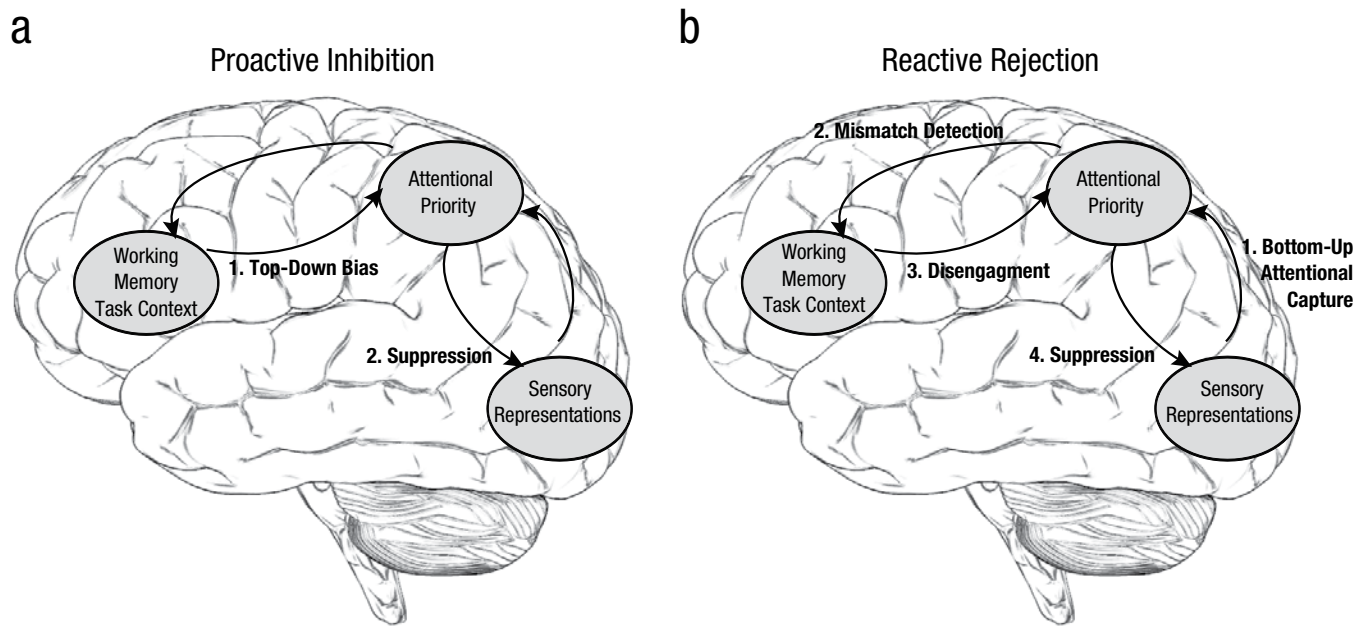 a
Proactive Inhibition
Attentional
Priority
Working
Memory
Task Context
1. Top-Down Bias
2. Suppression
Sensory
Representations
b
Reactive Rejection
2. Mismatch Detection
Attentional
Priority
Working
Memory
Task Context
3. Disengagment
1. Bottom-Up
Attentional
Capture
4. Suppression
Sensory
Representations